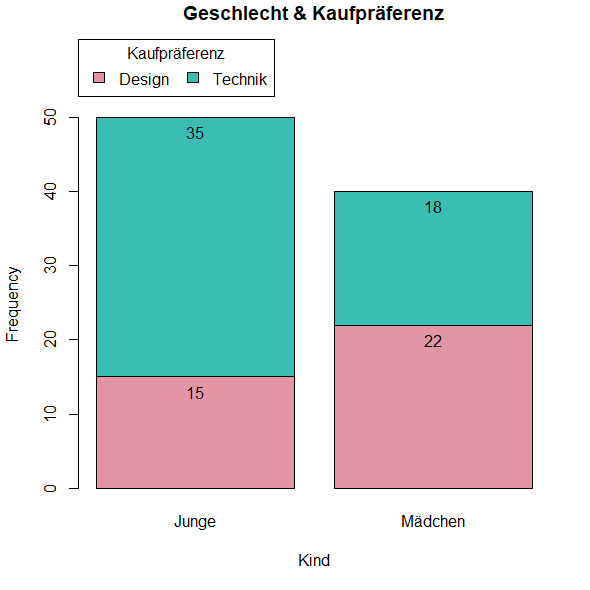 Geschlecht & Kaufpräferenz
Kaufpräferenz
Design Technik
50
40
30
20
10
0
Frequency
35
15
18
22
Junge Mädchen
Kind